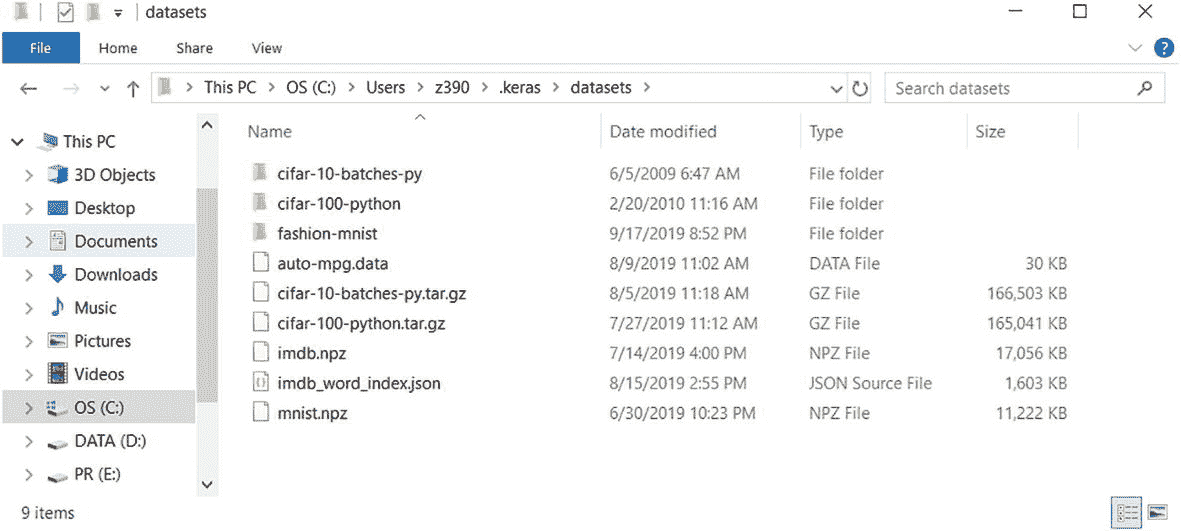 datasets
File Home Share View
This PC OS (C:) Users z390 .keras datasets Search datasets
Name Date modified Type Size
This PC
3D Objects
Desktop
Documents
Downloads
Music
Pictures
Videos
OS (C:)
DATA (D:)
PR (E:)
cifar-10-batches-py 6/5/2009 6:47 AM File folder
cifar-100-python 2/20/2010 11:16 AM File folder
fashion-mnist 9/17/2019 8:52 PM File folder
auto-mpg.data 8/9/2019 11:02 AM DATA File 30 KB
cifar-10-batches-py.tar.gz 8/5/2019 11:18 AM GZ File 166,503 KB
cifar-100-python.tar.gz 7/27/2019 11:12 AM GZ File 165,041 KB
imdb.npz 7/14/2019 4:00 PM NPZ File 17,056 KB
imdb_word_index.json 8/15/2019 2:55 PM JSON Source File 1,603 KB
mnist.npz 6/30/2019 10:23 PM NPZ File 11,222 KB
9 items